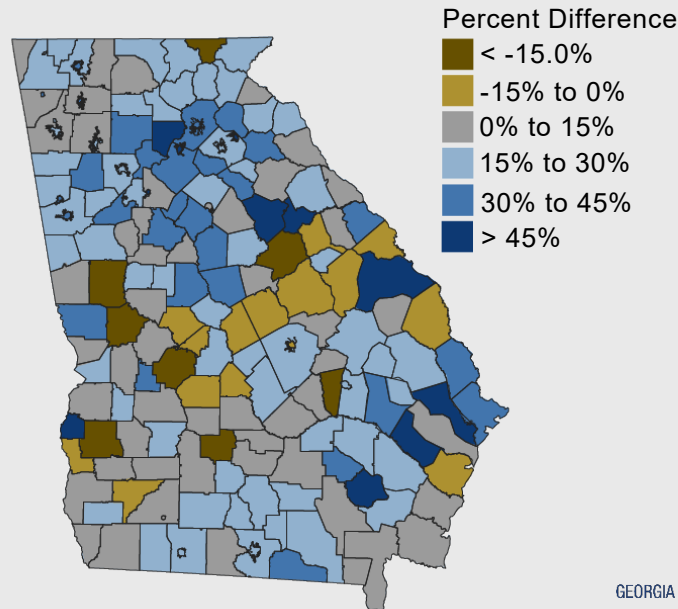 Percent Difference
< -15.0%
-15% to 0%
0% to 15%
15% to 30%
30% to 45%
> 45%
GEORGIA